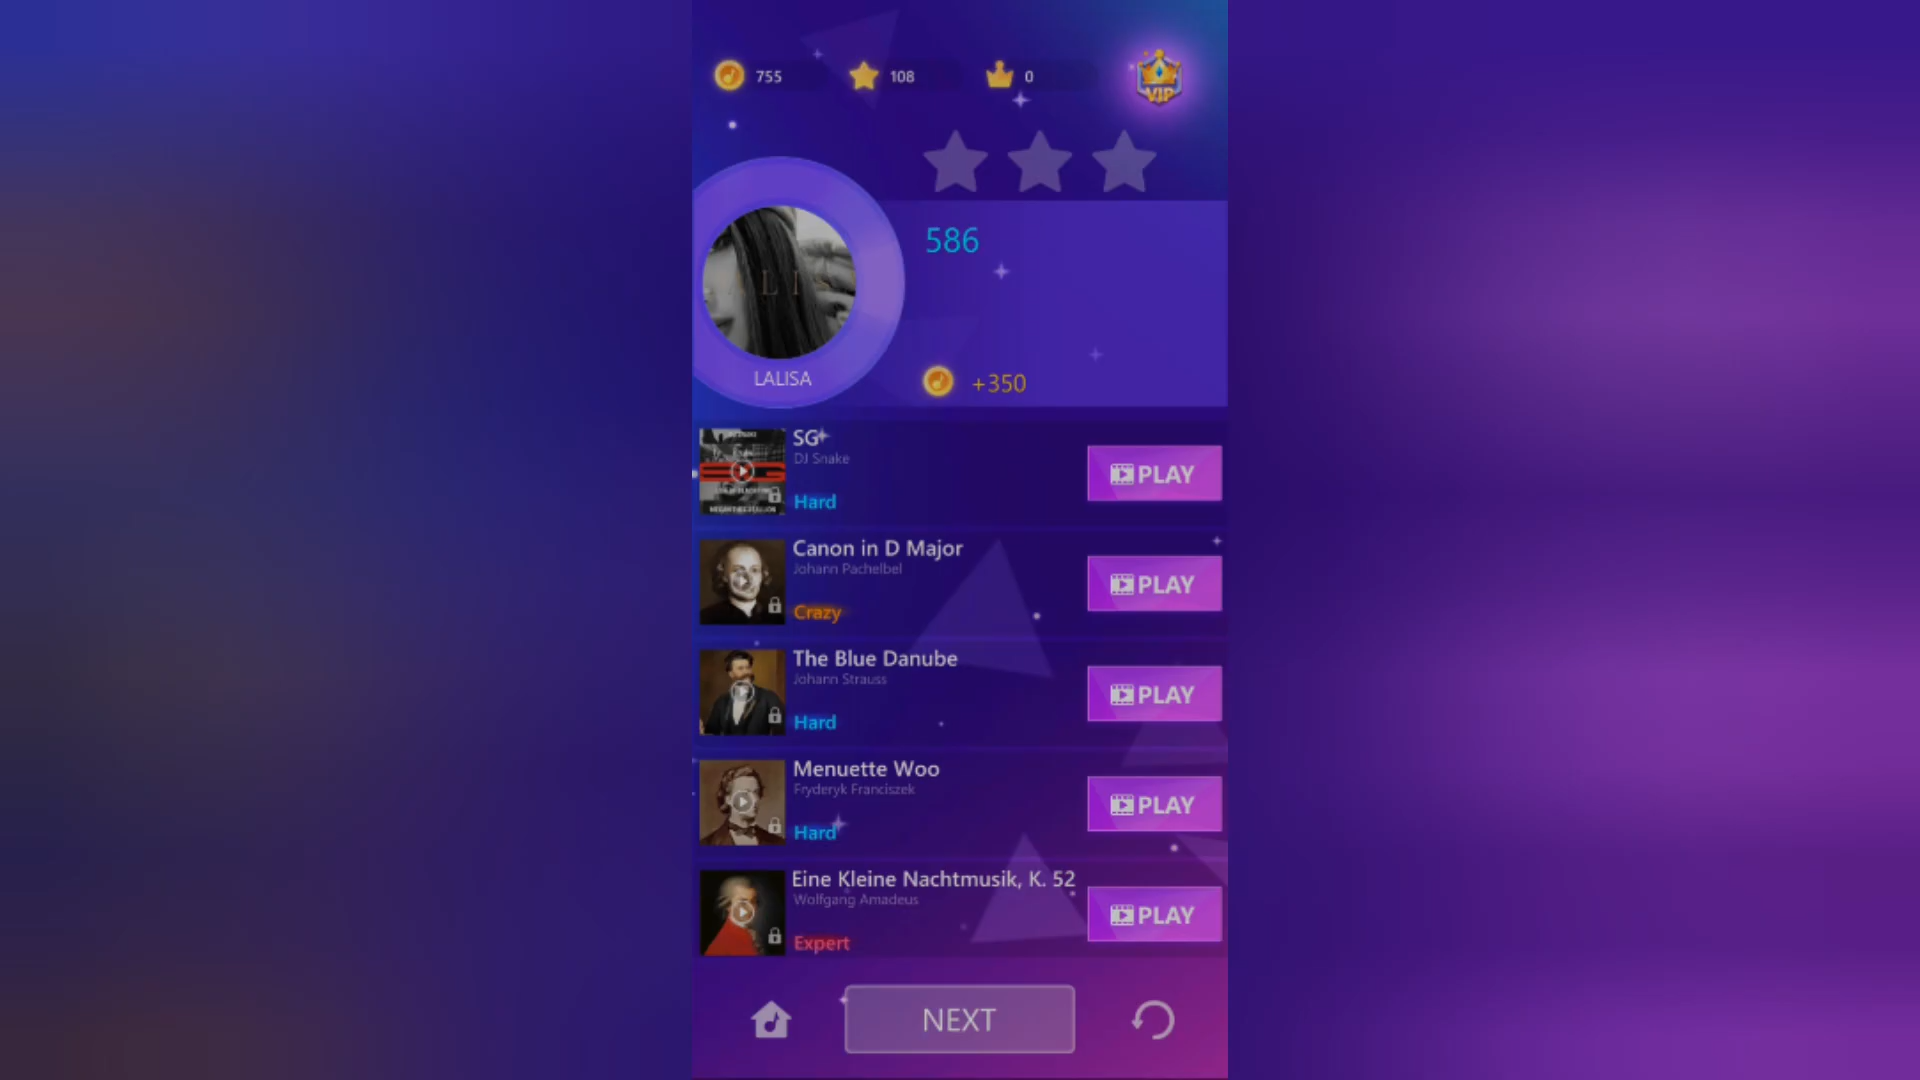 755 108 0 VIP
586
LALISA
+350
SG
DJ Snake
Hard
PLAY
Canon in D Major
Johann Pachelbel
Crazy
PLAY
The Blue Danube
Johann Strauss
Hard
PLAY
Menuette Woo
Fryderyk Franciszek
Hard
PLAY
Eine Kleine Nachtmusik, K. 52
Wolfgang Amadeus
Expert
PLAY
NEXT